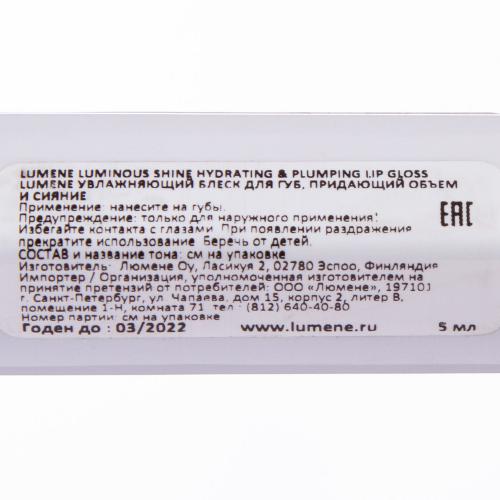 LUMENE LUMINOUS SHINE HYDRATING & PLUMPING LIP GLOSS
LUMENE УВЛАЖНЯЮЩИЙ БЛЕСК ДЛЯ ГУБ, ПРИДАЮЩИЙ ОБЪЕМ
И СИЯНИЕ
Применение: нанесите на губы.
Предупреждение: только для наружного применения!
Избегайте контакта с глазами. При появлении раздражения
прекратите использование. Беречь от детей.
СОСТАВ и название тона: см на упаковке
Изготовитель: Люмене Оу, Ласикуя 2, 02780 Эспоо, Финляндия
Импортер / Организация, уполномоченная изготовителем на
принятие претензий от потребителей: ООО «Люмене», 197101
г. Санкт-Петербург, ул. Чапаева, дом 15, корпус 2, литер В,
помещение 1-Н, комната 71 тел.: (812) 640-40-80
Номер партии: см на упаковке
Годен до : 03/2022 www.lumene.ru 5 мл
EAC